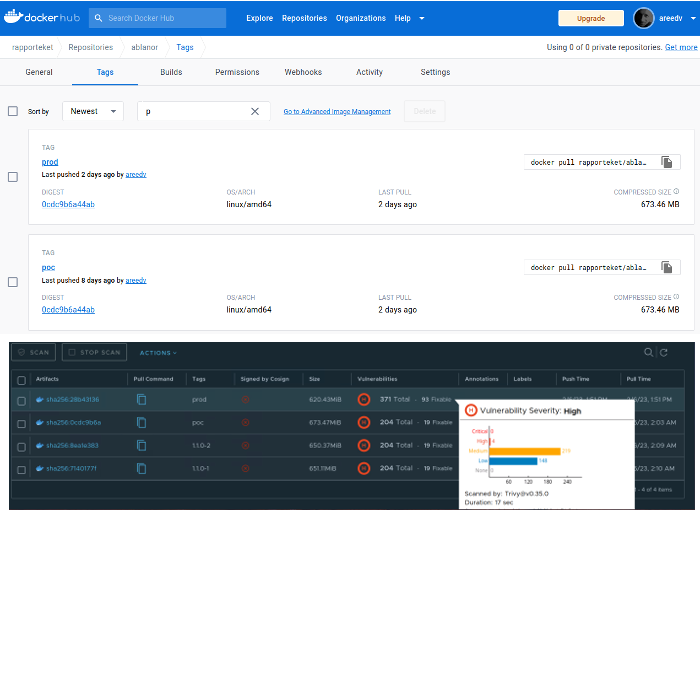 docker hub Search Docker Hub Explore Repositories Organizations Help Upgrade areedv
rapporteket Repositories ablanor Tags Using 0 of 0 private repositories. Get more
General Tags Builds Permissions Webhooks Activity Settings
Sort by Newest p Go to Advanced Image Management Delete
TAG
prod docker pull rapporteket/abla…
Last pushed 2 days ago by areedv
DIGEST OS/ARCH LAST PULL COMPRESSED SIZE
0cdc9b6a44ab linux/amd64 2 days ago 673.46 MB
TAG
poc docker pull rapporteket/abla…
Last pushed 8 days ago by areedv
DIGEST OS/ARCH LAST PULL COMPRESSED SIZE
0cdc9b6a44ab linux/amd64 2 days ago 673.46 MB
SCAN STOP SCAN ACTIONS
Artifacts Pull Command Tags Signed by Cosign Size Vulnerabilities Annotations Labels Push Time Pull Time
sha256:28b43136 prod 620.43MiB H 371 Total · 93 Fixable
sha256:0cdc9b6a poc 673.47MiB H 204 Total · 19 Fixable /6/23, 2:03 AM
sha256:8ea1e383 1.1.0-2 650.37MiB H 204 Total · 19 Fixable /6/23, 2:09 AM
sha256:71401771 1.1.0-1 651.11MiB H 204 Total · 19 Fixable /6/23, 2:10 AM
H Vulnerability Severity: High
Critical 0
High 4
Medium 219
Low 148
None 0
60 120 180 240
Scanned by: Trivy@v0.35.0
Duration: 17 sec
1 - 4 of 4 items